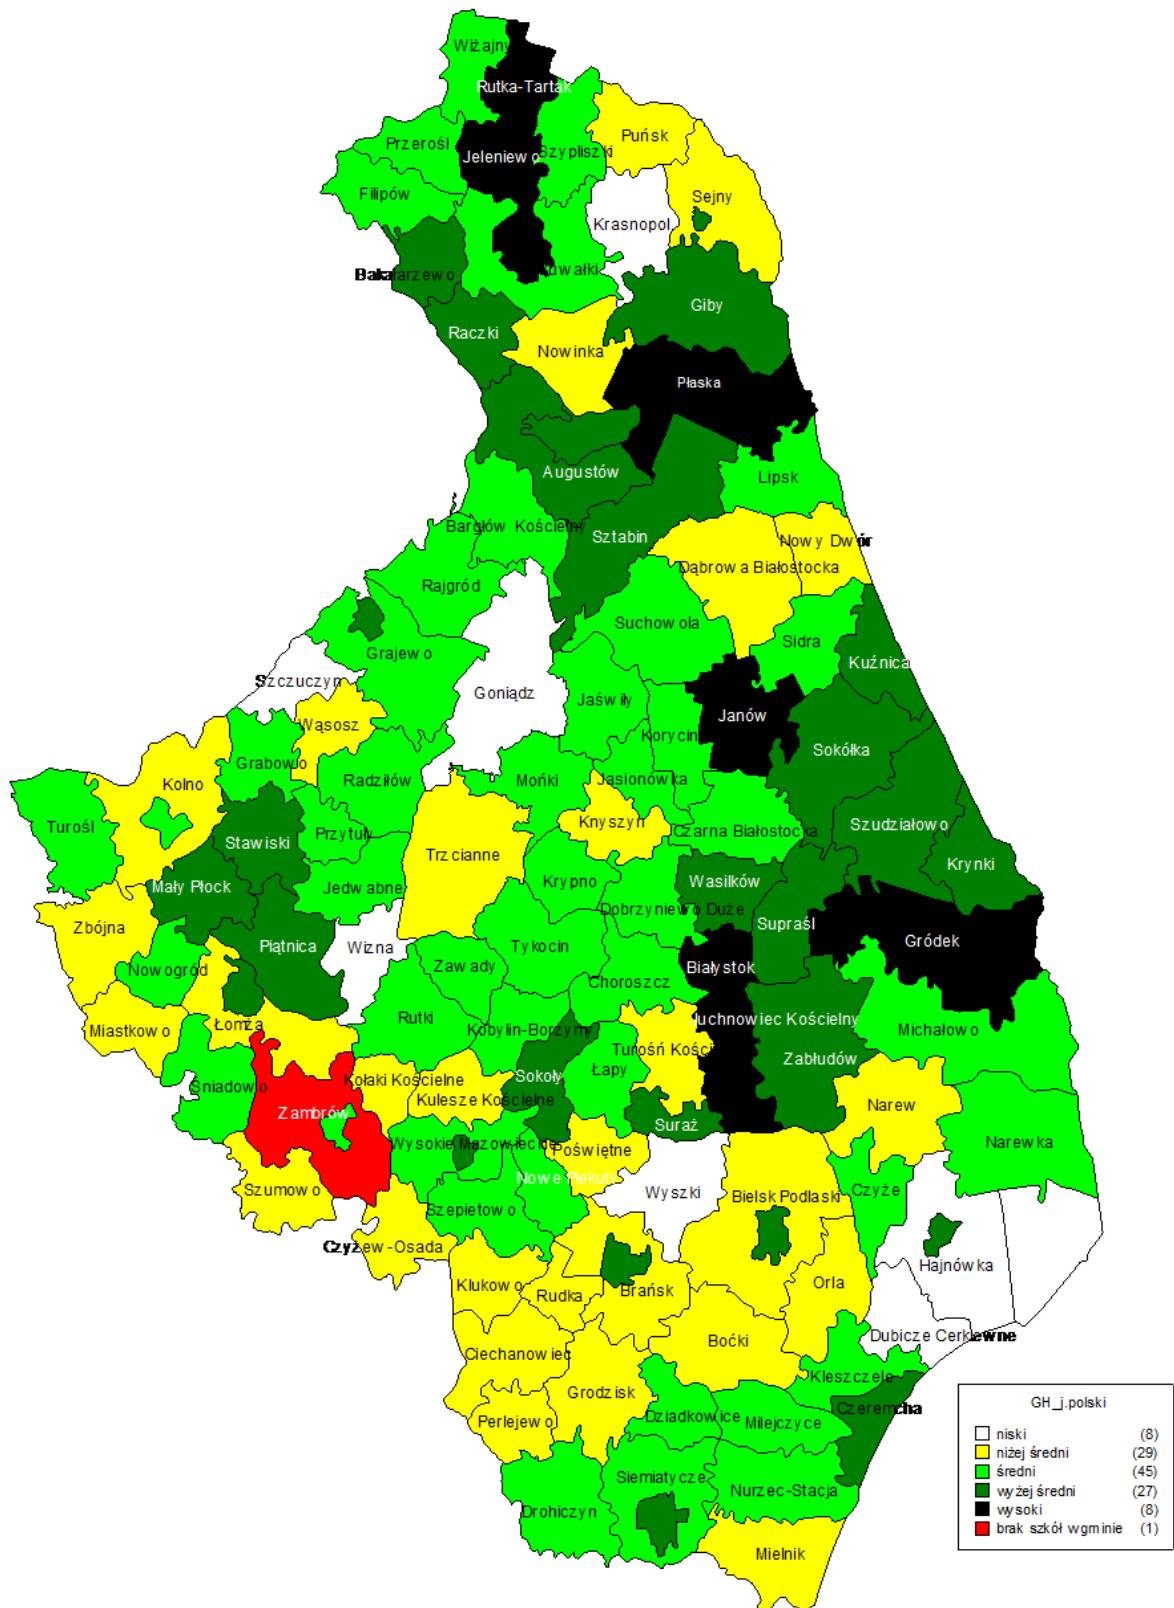 Wiżajny
Rutka-Tartak
Puńsk
Przerośl
Szypliszki
Jeleniewo
Filipów
Sejny
Krasnopol
Bakałarzewo
uwałki
Giby
Raczki
Nowinka
Płaska
Augustów
Lipsk
Bargłów Kościelny
Sztabin
Nowy Dwór
Dąbrowa Białostocka
Rajgród
Suchowola
Sidra
Grajewo
Kuźnica
Szczuczyn
Goniądz
Jaświły
Janów
Wąsosz
Korycin
Sokółka
Grabowo
Kolno
Radziłów
Mońki
Jasionówka
Turośl
Knyszyn
Szudziałowo
Przytuły
Czarna Białostocka
Stawiski
Trzcianne
Krynki
Mały Płock
Jedwabne
Krypno
Wasilków
Dobrzyniewo Duże
Zbójna
Supraśl
Piątnica
Wizna
Tykocin
Gródek
Nowogród
Zawady
Białystok
Choroszcz
Rutki
Juchnowiec Kościelny
Miastkowo
Łomża
Kobylin-Borzymy
Michałowo
Turośń Kości
Zabłudów
Łapy
Sokoły
Śniadowo
Kołaki Kościelne
Kulesze Kościelne
Zambrów
Narew
Suraż
Wysokie Mazowieckie
Poświętne
Narewka
Nowe Piekuty
Szumowo
Wyszki
Bielsk Podlaski
Czyże
Szepietowo
Czyżew-Osada
Hajnówka
Klukowo
Rudka
Brańsk
Orla
Dubicze Cerkiewne
Boćki
Ciechanowiec
Kleszczele
Grodzisk
Czeremcha
Perlejewo
Dziadkowice
Milejczyce
Siemiatycze
Nurzec-Stacja
Drohiczyn
Mielnik
GH_j.polski
niski (8)
niżej średni (29)
średni (45)
wyżej średni (27)
wysoki (8)
brak szkół wgminie (1)